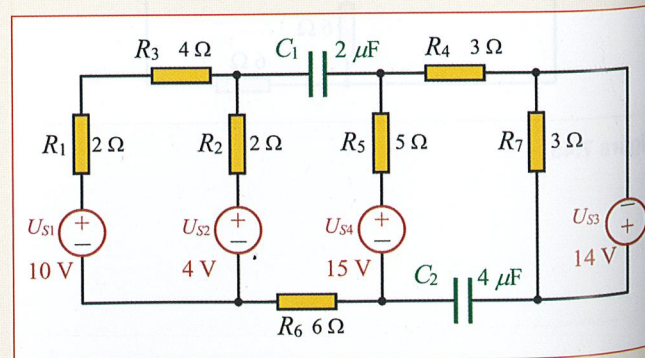 R3 4 Ω C1 2 μF R4 3 Ω
R1 2 Ω R2 2 Ω R5 5 Ω R7 3 Ω
US1 + − US2 + − US4 + − US3 − +
10 V 4 V 15 V 14 V
C2 4 μF
R6 6 Ω